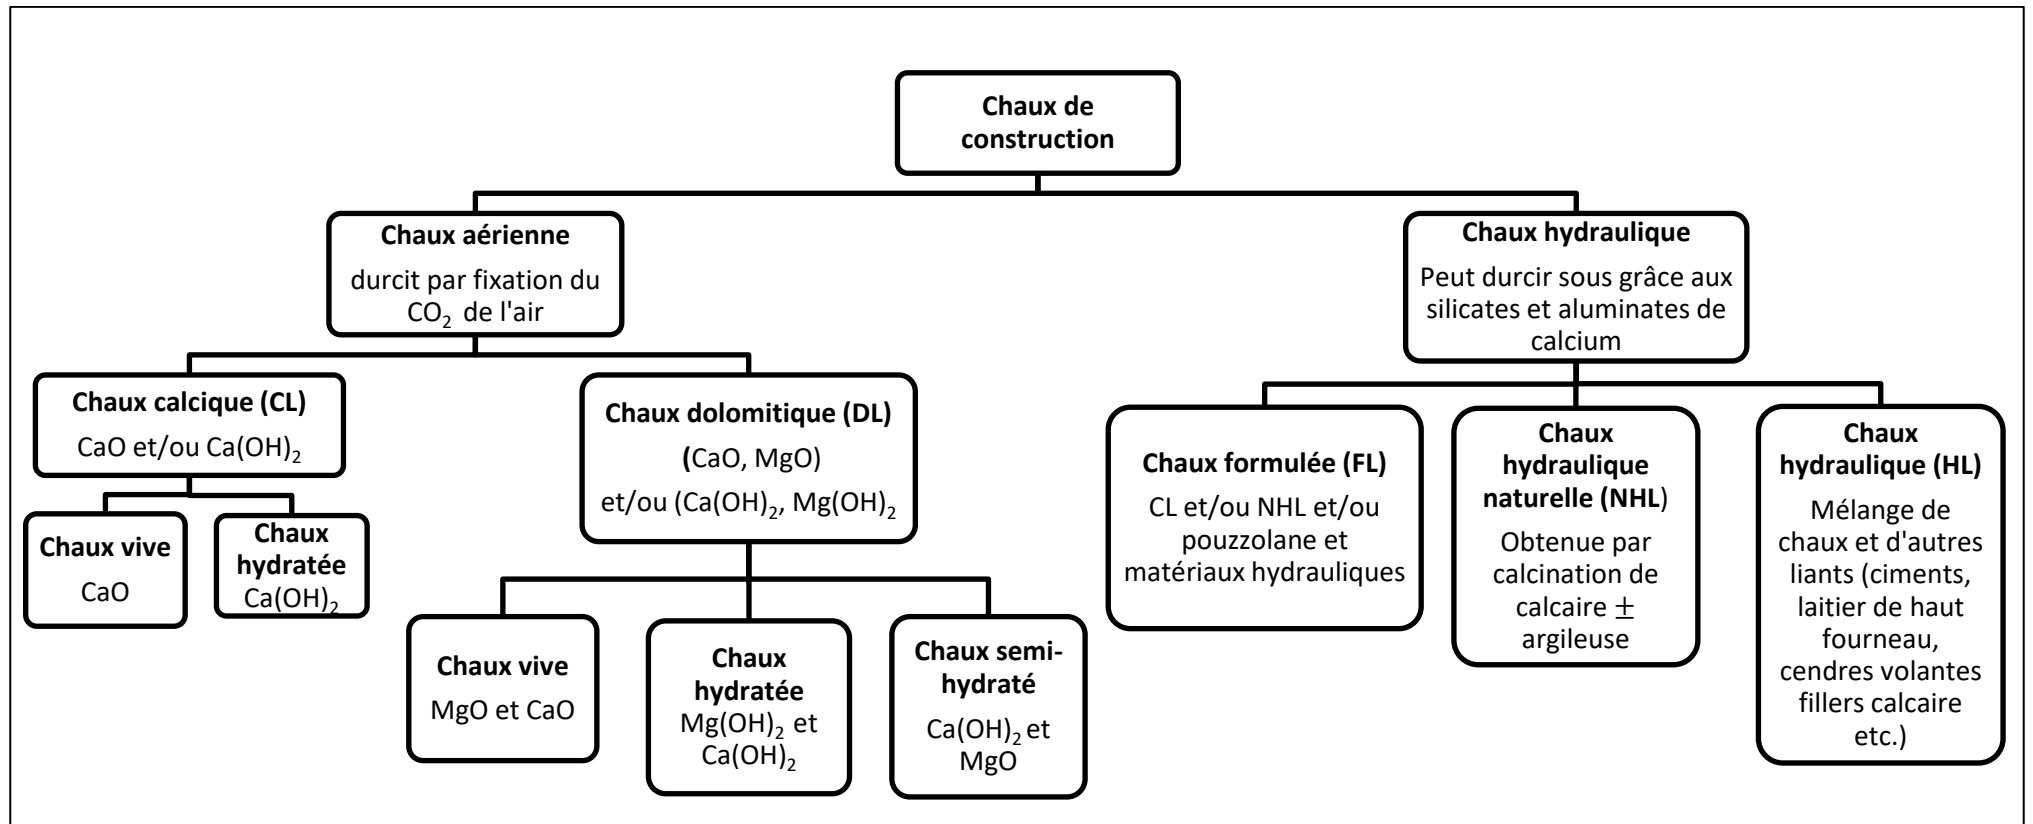 Chaux de
construction
Chaux aérienne
durcit par fixation du
CO₂ de l'air
Chaux hydraulique
Peut durcir sous grâce aux
silicates et aluminates de
calcium
Chaux calcique (CL)
CaO et/ou Ca(OH)₂
Chaux dolomitique (DL)
(CaO, MgO)
et/ou (Ca(OH)₂, Mg(OH)₂
Chaux formulée (FL)
CL et/ou NHL et/ou
pouzzolane et
matériaux hydrauliques
Chaux
hydraulique
naturelle (NHL)
Obtenue par
calcination de
calcaire ±
argileuse
Chaux
hydraulique (HL)
Mélange de
chaux et d'autres
liants (ciments,
laitier de haut
fourneau,
cendres volantes
fillers calcaire
etc.)
Chaux vive
CaO
Chaux
hydratée
Ca(OH)₂
Chaux vive
MgO et CaO
Chaux
hydratée
Mg(OH)₂ et
Ca(OH)₂
Chaux semi-
hydraté
Ca(OH)₂ et
MgO